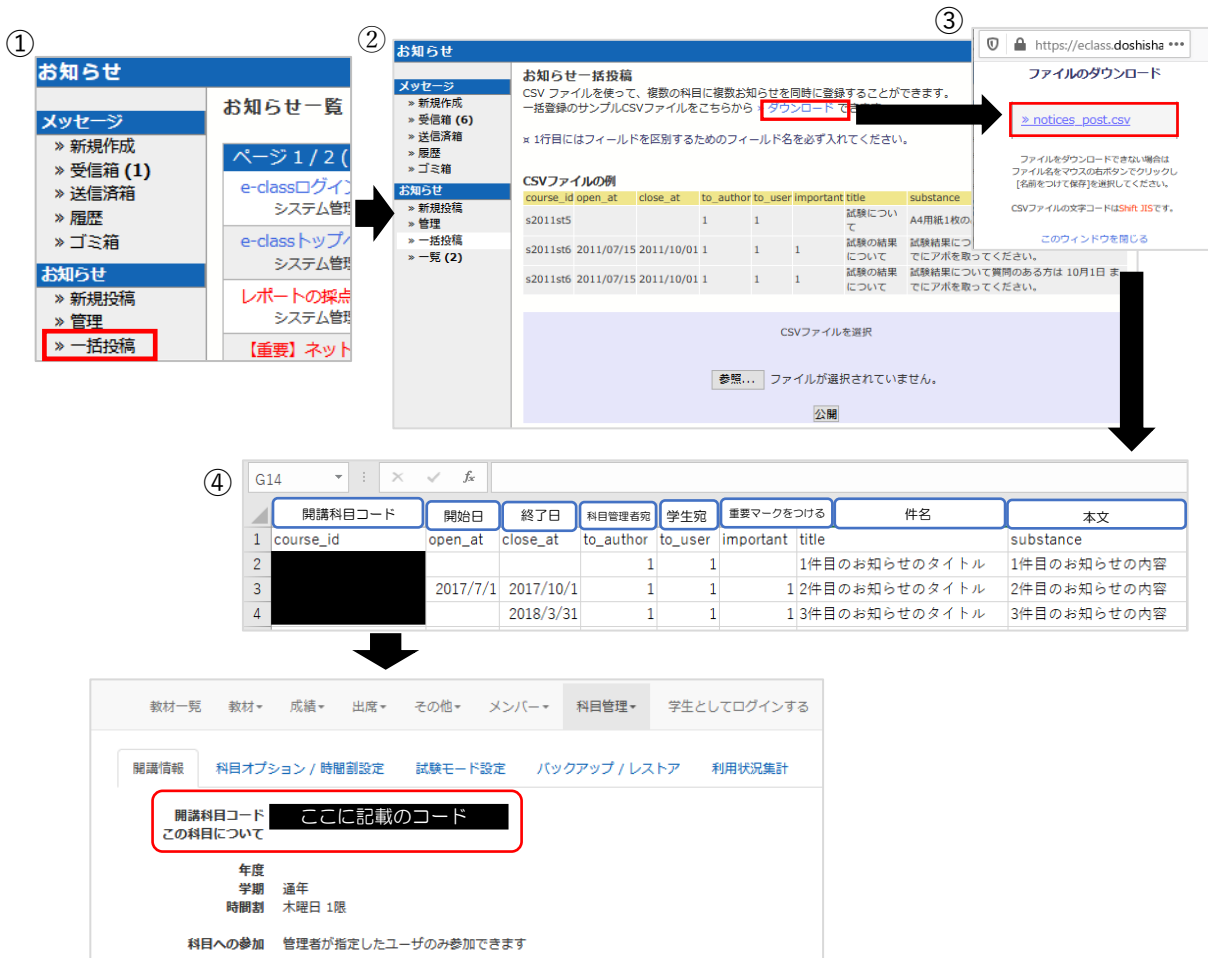 ①
お知らせ
メッセージ
» 新規作成
» 受信箱 (1)
» 送信済箱
» 履歴
» ゴミ箱
お知らせ
» 新規投稿
» 管理
» 一括投稿
お知らせ一覧
ページ 1 / 2 (
e-classログイン
システム管理
e-classトップペ
システム管理
レポートの採点
システム管理
【重要】ネット
②
お知らせ
メッセージ
» 新規作成
» 受信箱 (6)
» 送信済箱
» 履歴
» ゴミ箱
お知らせ
» 新規投稿
» 管理
» 一括投稿
» 一覧 (2)
お知らせ一括投稿
CSV ファイルを使って、複数の科目に複数お知らせを同時に登録することができます。
一括登録のサンプルCSVファイルをこちらから » ダウンロード できます
¤ 1行目にはフィールドを区別するためのフィールド名を必ず入れてください。
CSVファイルの例
course_id open_at close_at to_author to_user important title substance
s2011st5 1 1 試験について A4用紙1枚の
s2011st6 2011/07/15 2011/10/01 1 1 1 試験の結果について 試験結果につ でにアポを取ってください。
s2011st6 2011/07/15 2011/10/01 1 1 1 試験の結果について 試験結果について質問のある方は 10月1日 までにアポを取ってください。
CSVファイルを選択
参照... ファイルが選択されていません。
公開
③
https://eclass.doshisha •••
ファイルのダウンロード
» notices_post.csv
ファイルをダウンロードできない場合は
ファイル名をマウスの右ボタンでクリックし
[名前をつけて保存]を選択してください。
CSVファイルの文字コードはShift JISです。
このウィンドウを閉じる
④
G14 fx
開講科目コード 開始日 終了日 科目管理者宛 学生宛 重要マークをつける 件名 本文
1 course_id open_at close_at to_author to_user important title substance
2 1 1 1件目のお知らせのタイトル 1件目のお知らせの内容
3 2017/7/1 2017/10/1 1 1 1 2件目のお知らせのタイトル 2件目のお知らせの内容
4 2018/3/31 1 1 1 3件目のお知らせのタイトル 3件目のお知らせの内容
教材一覧 教材 成績 出席 その他 メンバー 科目管理 学生としてログインする
開講情報 科目オプション / 時間割設定 試験モード設定 バックアップ / レストア 利用状況集計
開講科目コード ここに記載のコード
この科目について
年度
学期 通年
時間割 木曜日 1限
科目への参加 管理者が指定したユーザのみ参加できます